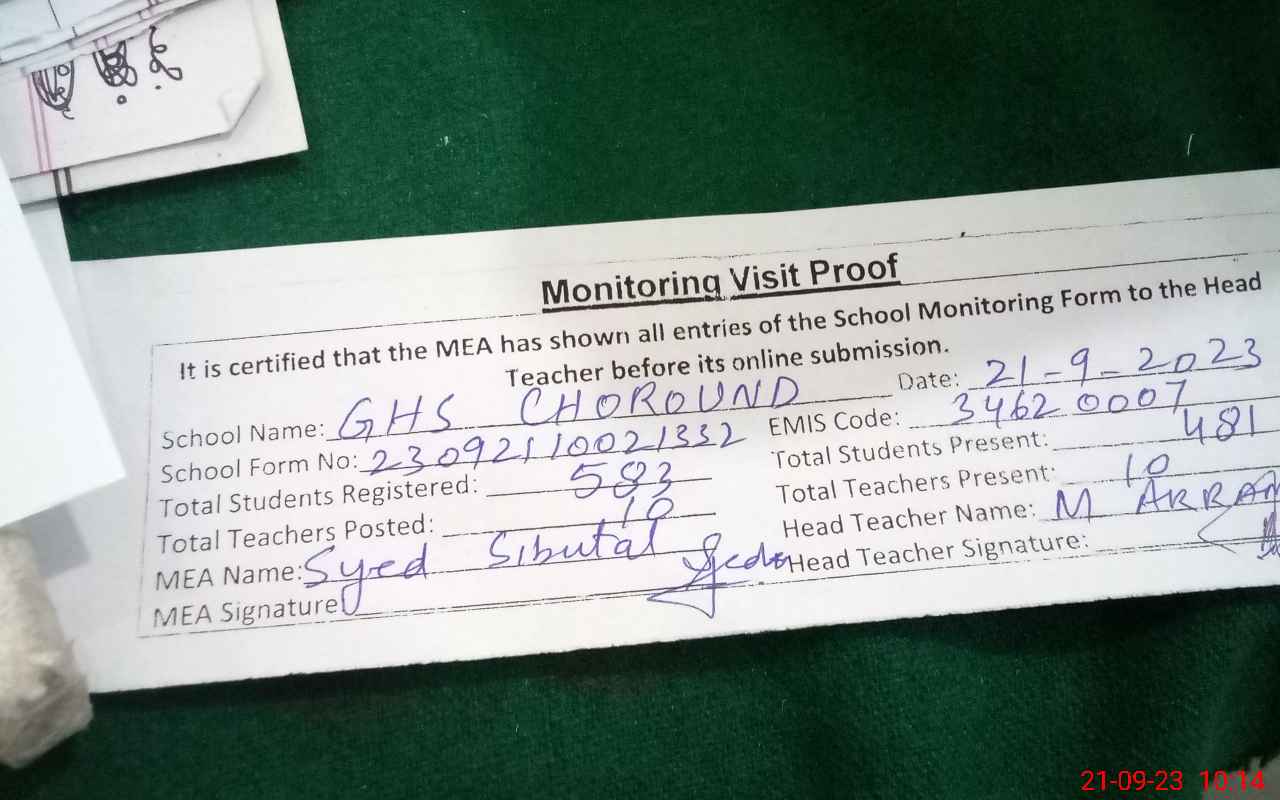 Monitoring Visit Proof
It is certified that the MEA has shown all entries of the School Monitoring Form to the Head
Teacher before its online submission.
School Name: GHS CHOROUND Date: 21-9-2023
School Form No: 23092110021332 EMIS Code: 34620007
Total Students Registered: 583 Total Students Present: 481
Total Teachers Posted: 10 Total Teachers Present: 10
MEA Name: Syed Sibutal Head Teacher Name: M
MEA Signature Head Teacher Signature:
21-09-23 10:14